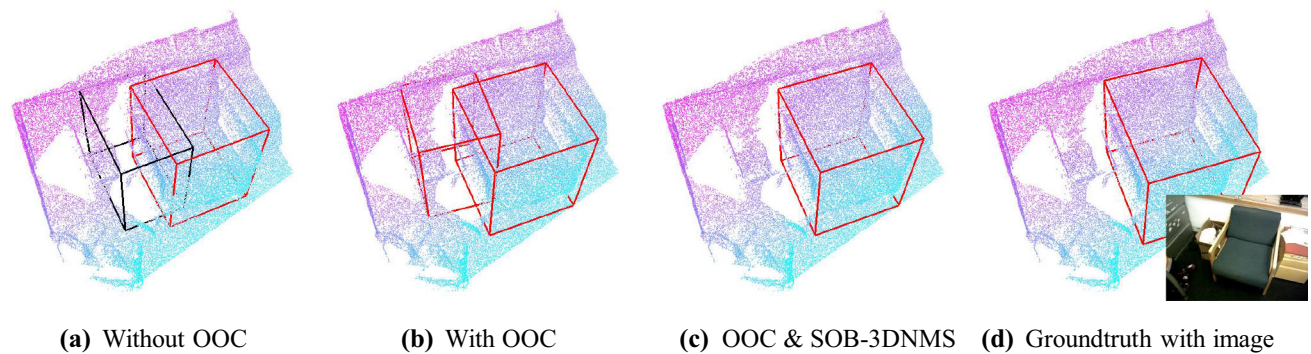 (a) Without OOC
(b) With OOC
(c) OOC & SOB-3DNMS
(d) Groundtruth with image